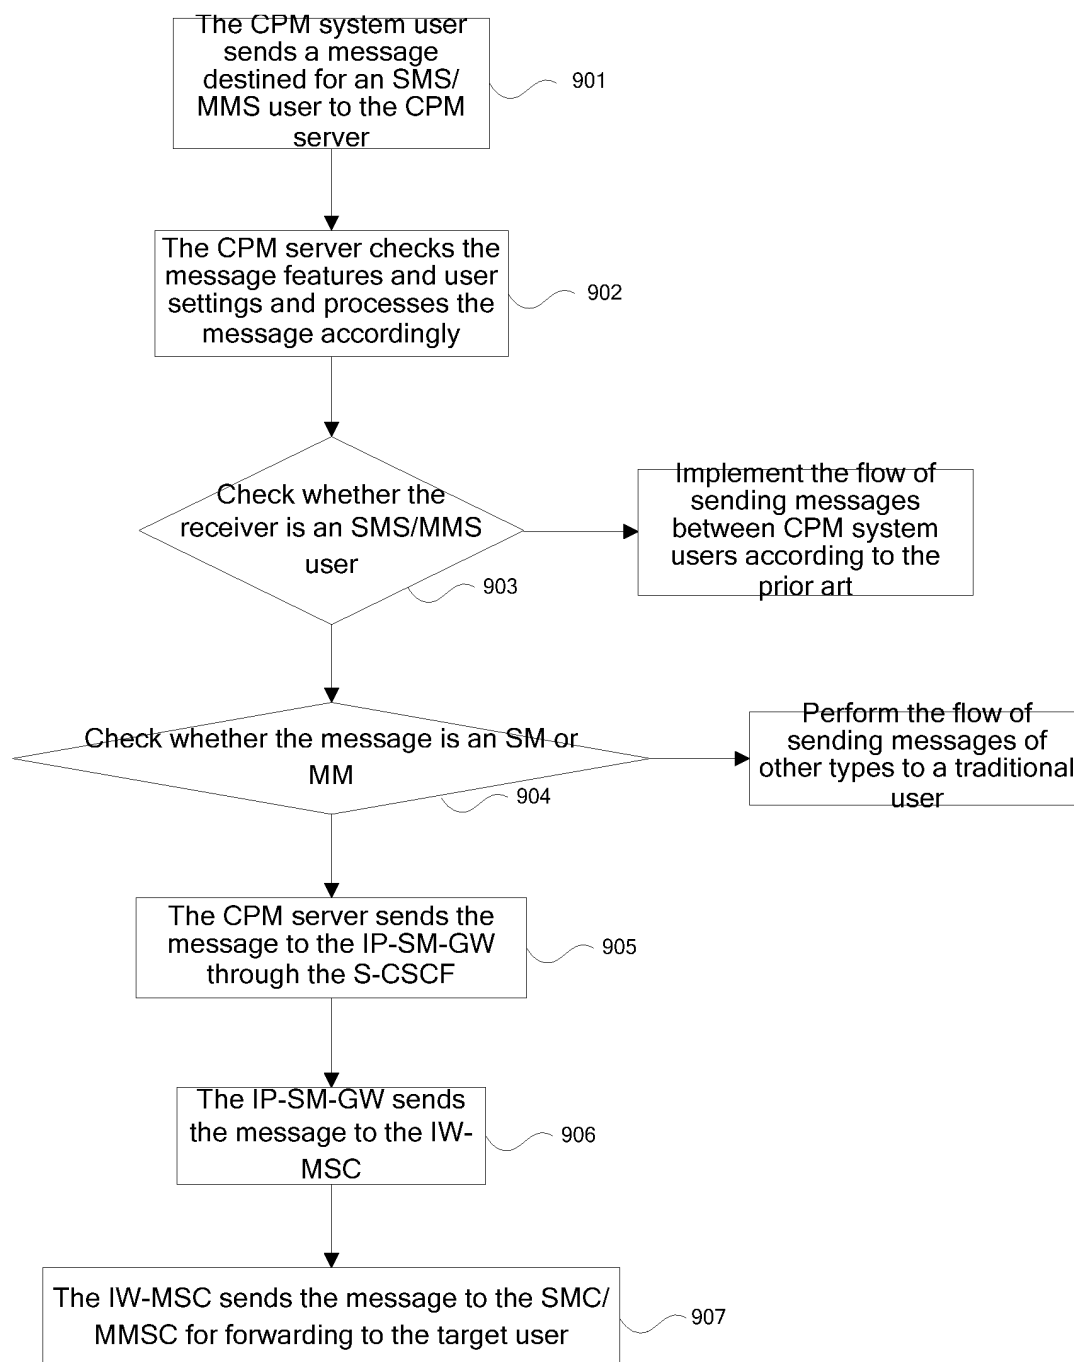 The CPM system user
sends a message
destined for an SMS/
MMS user to the CPM
server
901
The CPM server checks the
message features and user
settings and processes the
message accordingly
902
Check whether the
receiver is an SMS/MMS
user
903
Implement the flow of
sending messages
between CPM system
users according to the
prior art
Check whether the message is an SM or
MM
904
Perform the flow of
sending messages of
other types to a traditional
user
The CPM server sends the
message to the IP-SM-GW
through the S-CSCF
905
The IP-SM-GW sends
the message to the IW-
MSC
906
The IW-MSC sends the message to the SMC/
MMSC for forwarding to the target user
907